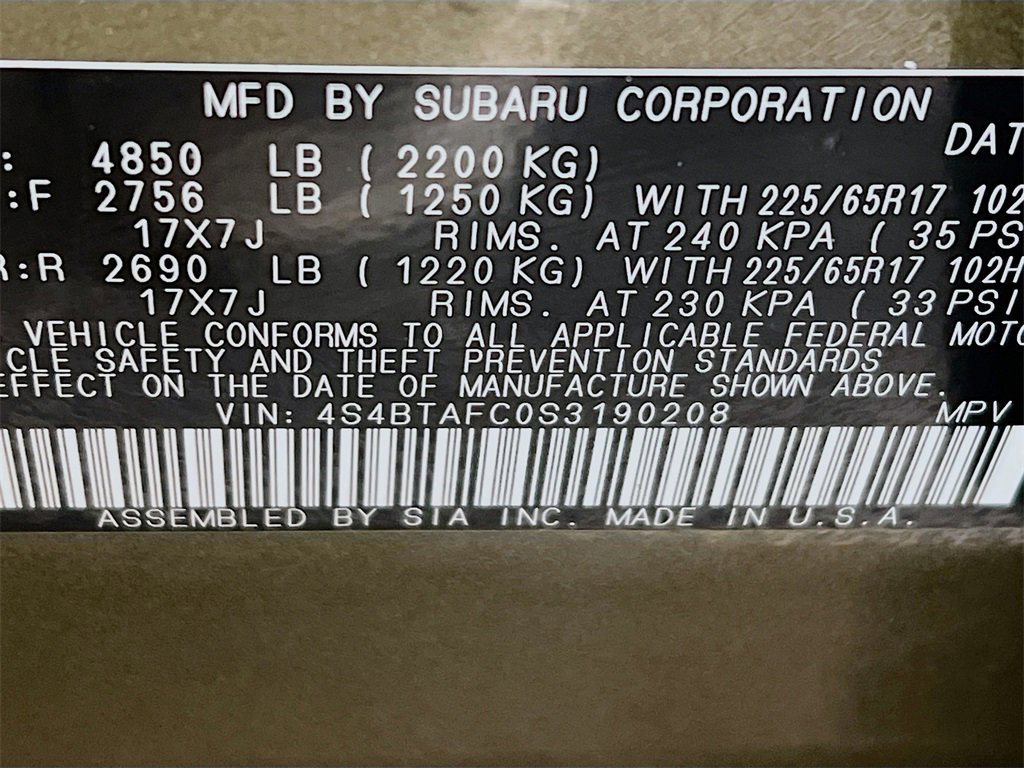 MFD BY SUBARU CORPORATION
DAT
: 4850 LB ( 2200 KG)
:F 2756 LB ( 1250 KG) WITH 225/65R17 102
17X7J RIMS. AT 240 KPA ( 35 PS
R:R 2690 LB ( 1220 KG) WITH 225/65R17 102H
17X7J RIMS. AT 230 KPA ( 33 PSI
VEHICLE CONFORMS TO ALL APPLICABLE FEDERAL MOTO
ICLE SAFETY AND THEFT PREVENTION STANDARDS
EFFECT ON THE DATE OF MANUFACTURE SHOWN ABOVE.
VIN: 4S4BTAFC0S3190208 MPV
ASSEMBLED BY SIA INC. MADE IN U.S.A.